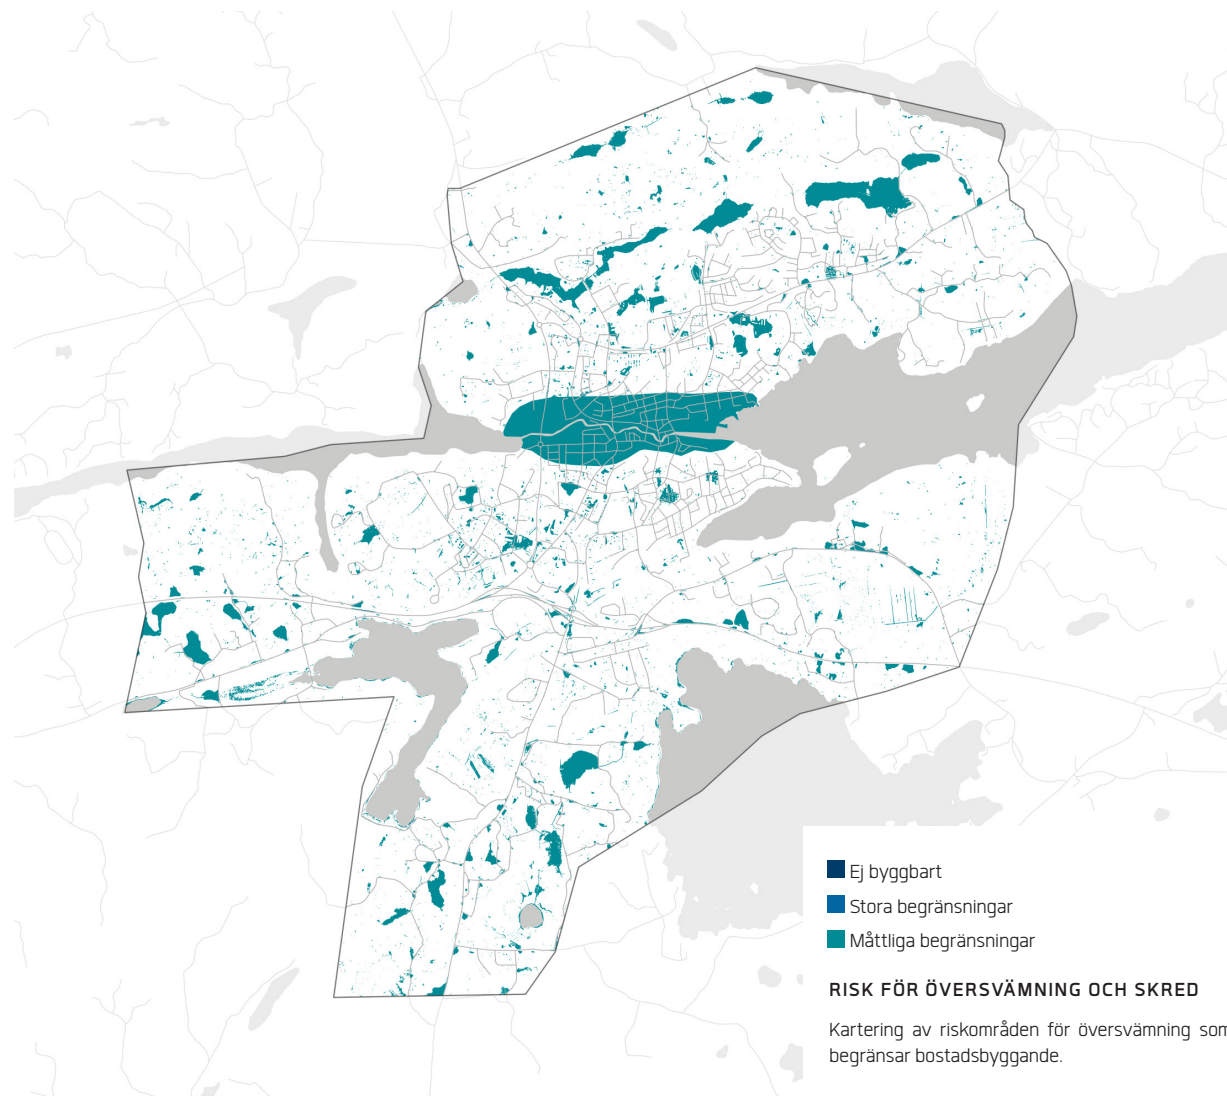 Ej byggbart
Stora begränsningar
Måttliga begränsningar
RISK FÖR ÖVERSVÄMNING OCH SKRED
Kartering av riskområden för översvämning som
begränsar bostadsbyggande.